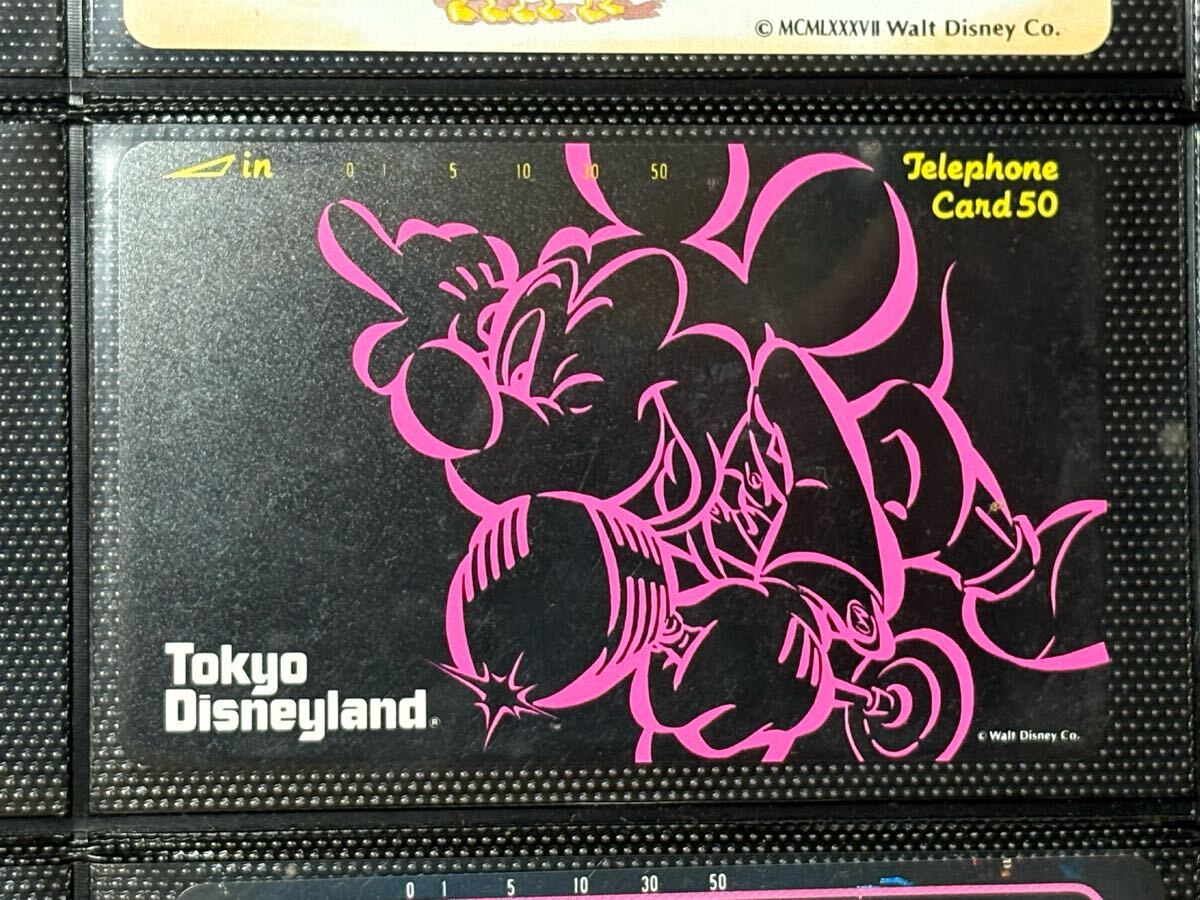 © MCMLXXXVII Walt Disney Co.
in 0 1 5 10 30 50
Telephone
Card 50
Tokyo
Disneyland®
© Walt Disney Co.
0 1 5 10 30 50